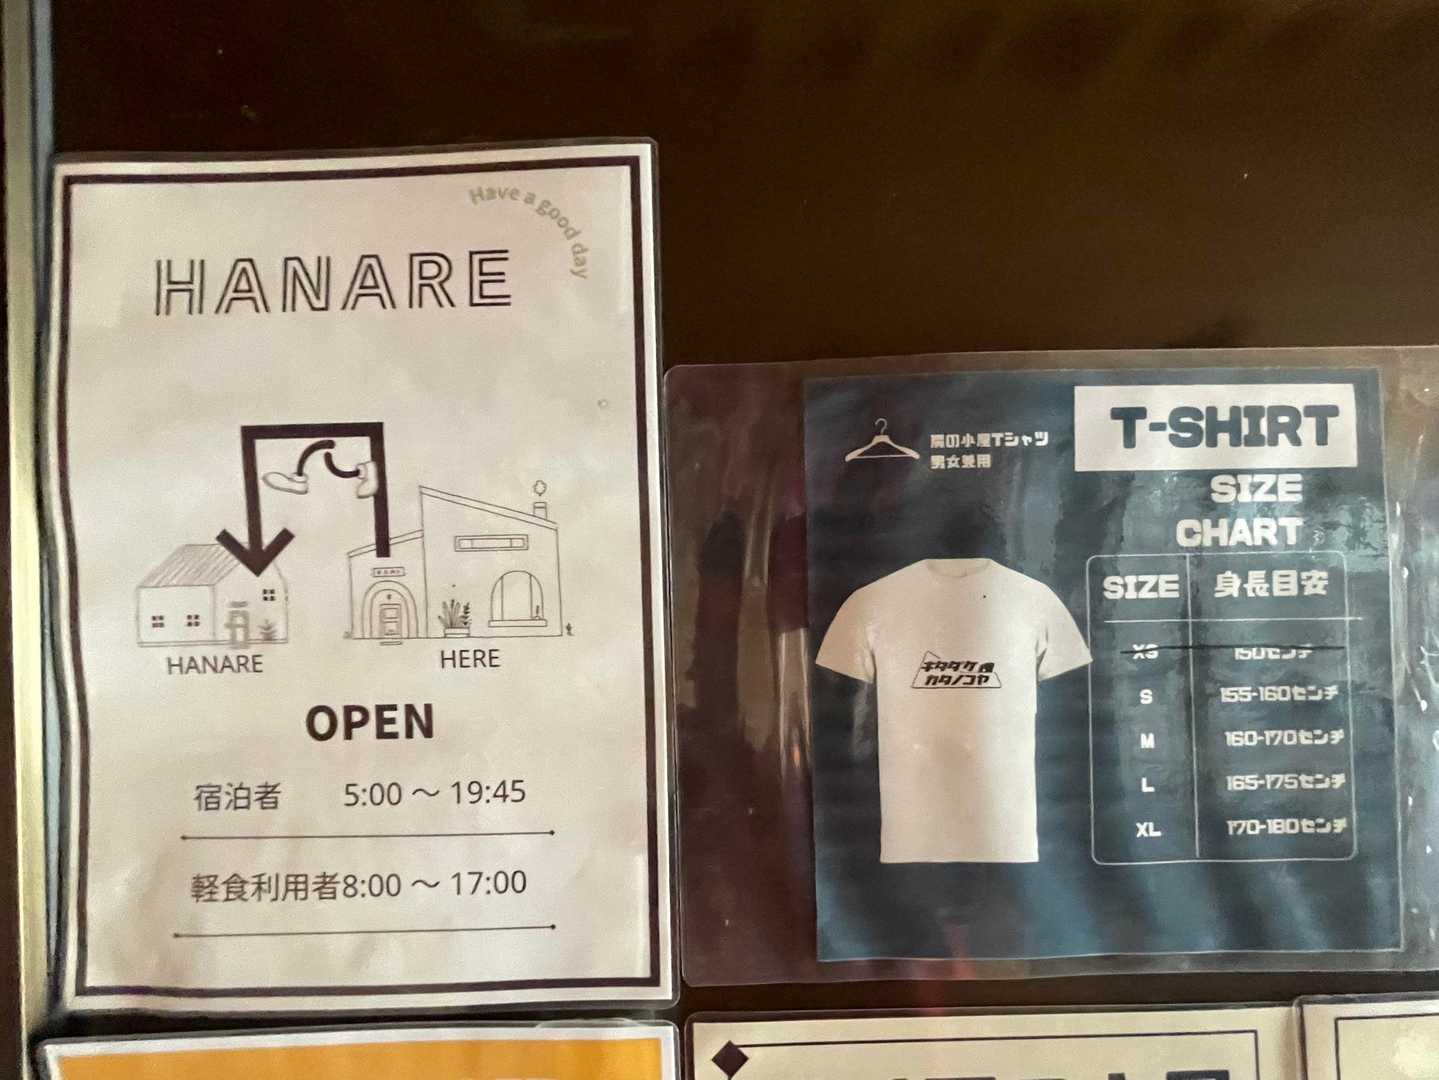 Have a good day
HANARE
HANARE
HERE
OPEN
宿泊者 5:00 〜 19:45
軽食利用者8:00 〜 17:00
肩の小屋Tシャツ
男女兼用
T-SHIRT
SIZE
CHART
キタダケ
カタノコヤ
SIZE 身長目安
XS 150センチ
S 155-160センチ
M 160-170センチ
L 165-175センチ
XL 170-180センチ